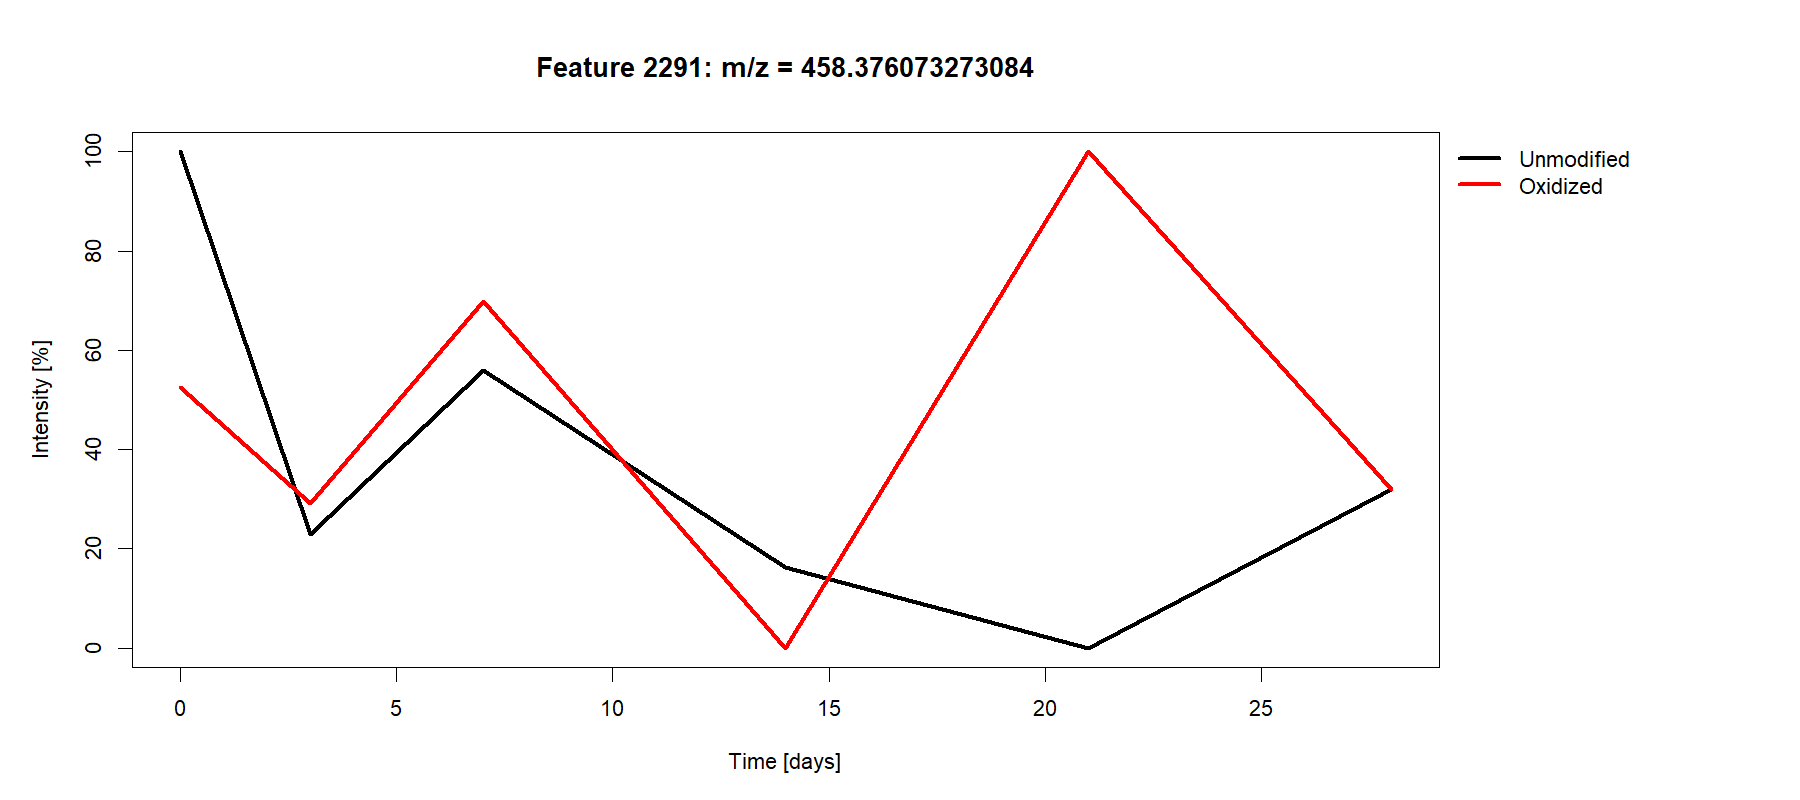 Feature 2291: m/z = 458.376073273084
Unmodified
Oxidized
Intensity [%]
100
80
60
40
20
0
0 5 10 15 20 25
Time [days]